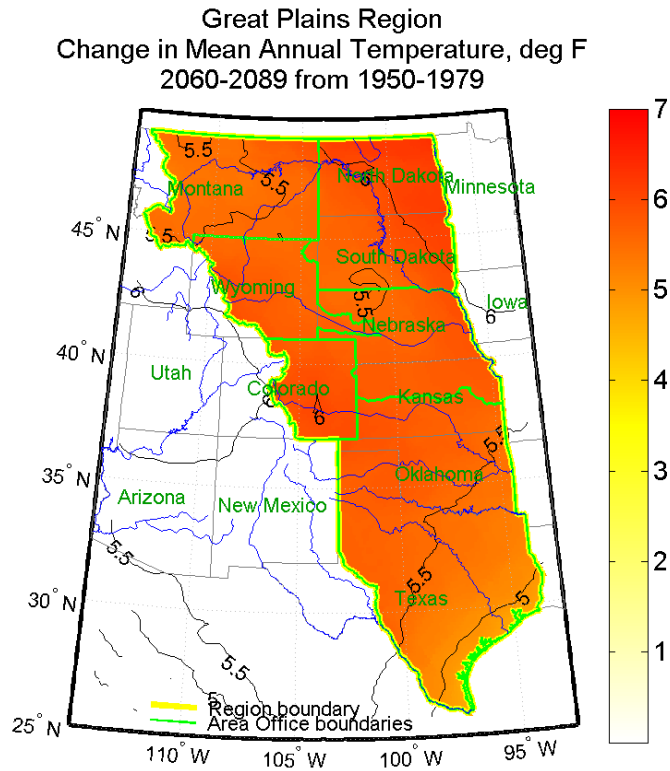 Great Plains Region
Change in Mean Annual Temperature, deg F
2060-2089 from 1950-1979
7
6
5
4
3
2
1
5.5
North Dakota
6
Montana
5.5
Minnesota
45° N
5.5
South Dakota
Wyoming
6
5.5
Iowa
6
Nebraska
40° N
Utah
Colorado
6
6
Kansas
5.5
35° N
Oklahoma
Arizona
New Mexico
5.5
5.5
30° N
Texas
5
5.5
5
Region boundary
Area Office boundaries
25° N
110° W
105° W
100° W
95° W